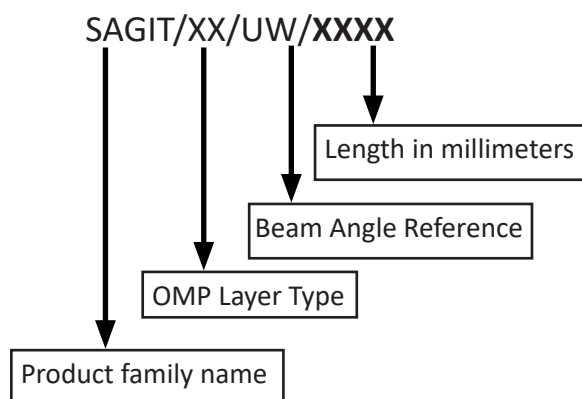 SAGIT/XX/UW/XXXX
Length in millimeters
Beam Angle Reference
OMP Layer Type
Product family name